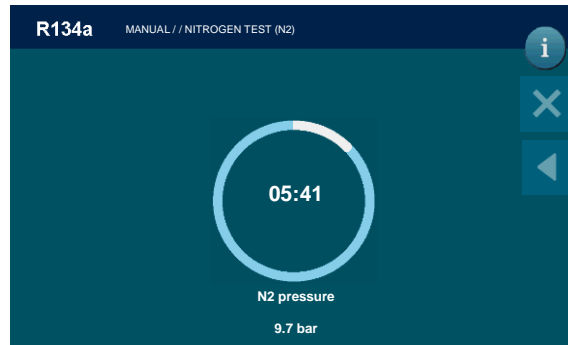 R134a MANUAL / / NITROGEN TEST (N2)
i
05:41
N2 pressure
9.7 bar